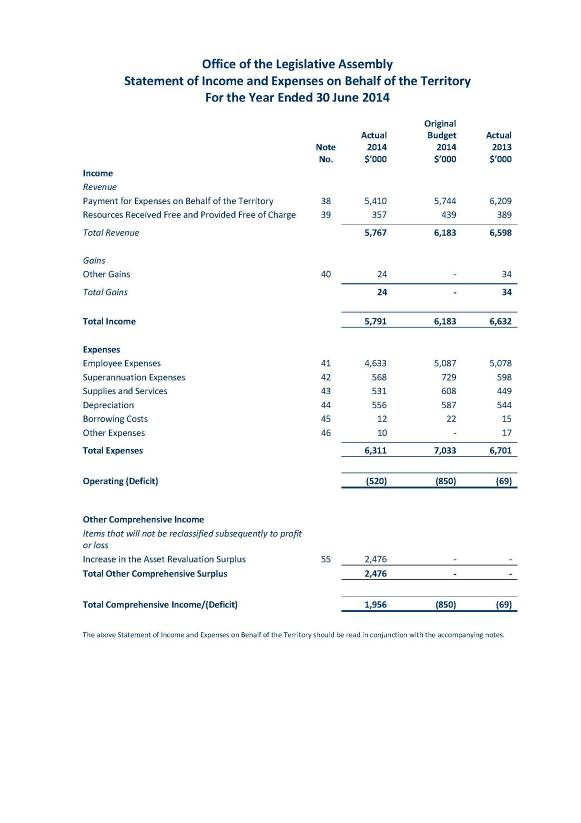 Office of the Legislative Assembly
Statement of Income and Expenses on Behalf of the Territory
For the Year Ended 30 June 2014
Original
Actual Budget Actual
Note 2014 2014 2013
No. $'000 $'000 $'000
Income
Revenue
Payment for Expenses on Behalf of the Territory 38 5,410 5,744 6,209
Resources Received Free and Provided Free of Charge 39 357 439 389
Total Revenue 5,767 6,183 6,598
Gains
Other Gains 40 24 - 34
Total Gains 24 - 34
Total Income 5,791 6,183 6,632
Expenses
Employee Expenses 41 4,633 5,087 5,078
Superannuation Expenses 42 568 729 598
Supplies and Services 43 531 608 449
Depreciation 44 556 587 544
Borrowing Costs 45 12 22 15
Other Expenses 46 10 - 17
Total Expenses 6,311 7,033 6,701
Operating (Deficit) (520) (850) (69)
Other Comprehensive Income
Items that will not be reclassified subsequently to profit
or loss
Increase in the Asset Revaluation Surplus 55 2,476 - -
Total Other Comprehensive Surplus 2,476 - -
Total Comprehensive Income/(Deficit) 1,956 (850) (69)
The above Statement of Income and Expenses on Behalf of the Territory should be read in conjunction with the accompanying notes.